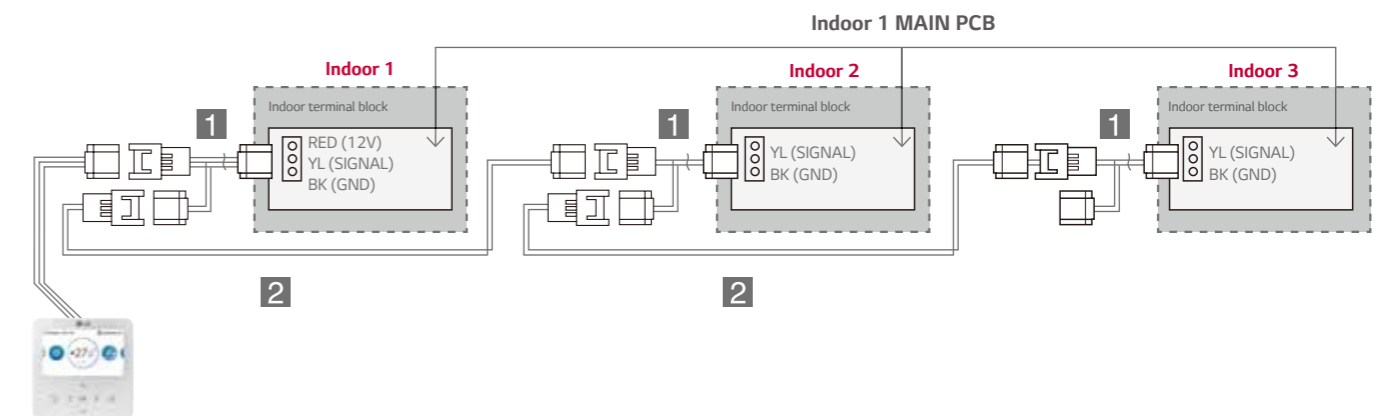 Indoor 1 MAIN PCB
Indoor 1
Indoor 2
Indoor 3
Indoor terminal block
Indoor terminal block
Indoor terminal block
1
1
1
RED (12V)
YL (SIGNAL)
BK (GND)
YL (SIGNAL)
BK (GND)
YL (SIGNAL)
BK (GND)
2
2